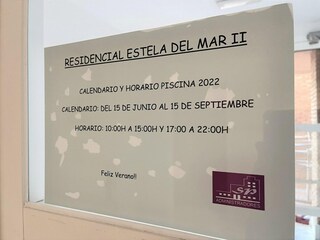 RESIDENCIAL ESTELA DEL MAR II
CALENDARIO Y HORARIO PISCINA 2022
CALENDARIO: DEL 15 DE JUNIO AL 15 DE SEPTIEMBRE
HORARIO: 10:00H A 15:00H Y 17:00 A 22:00H
Feliz Verano!!
ADMINISTRADORES